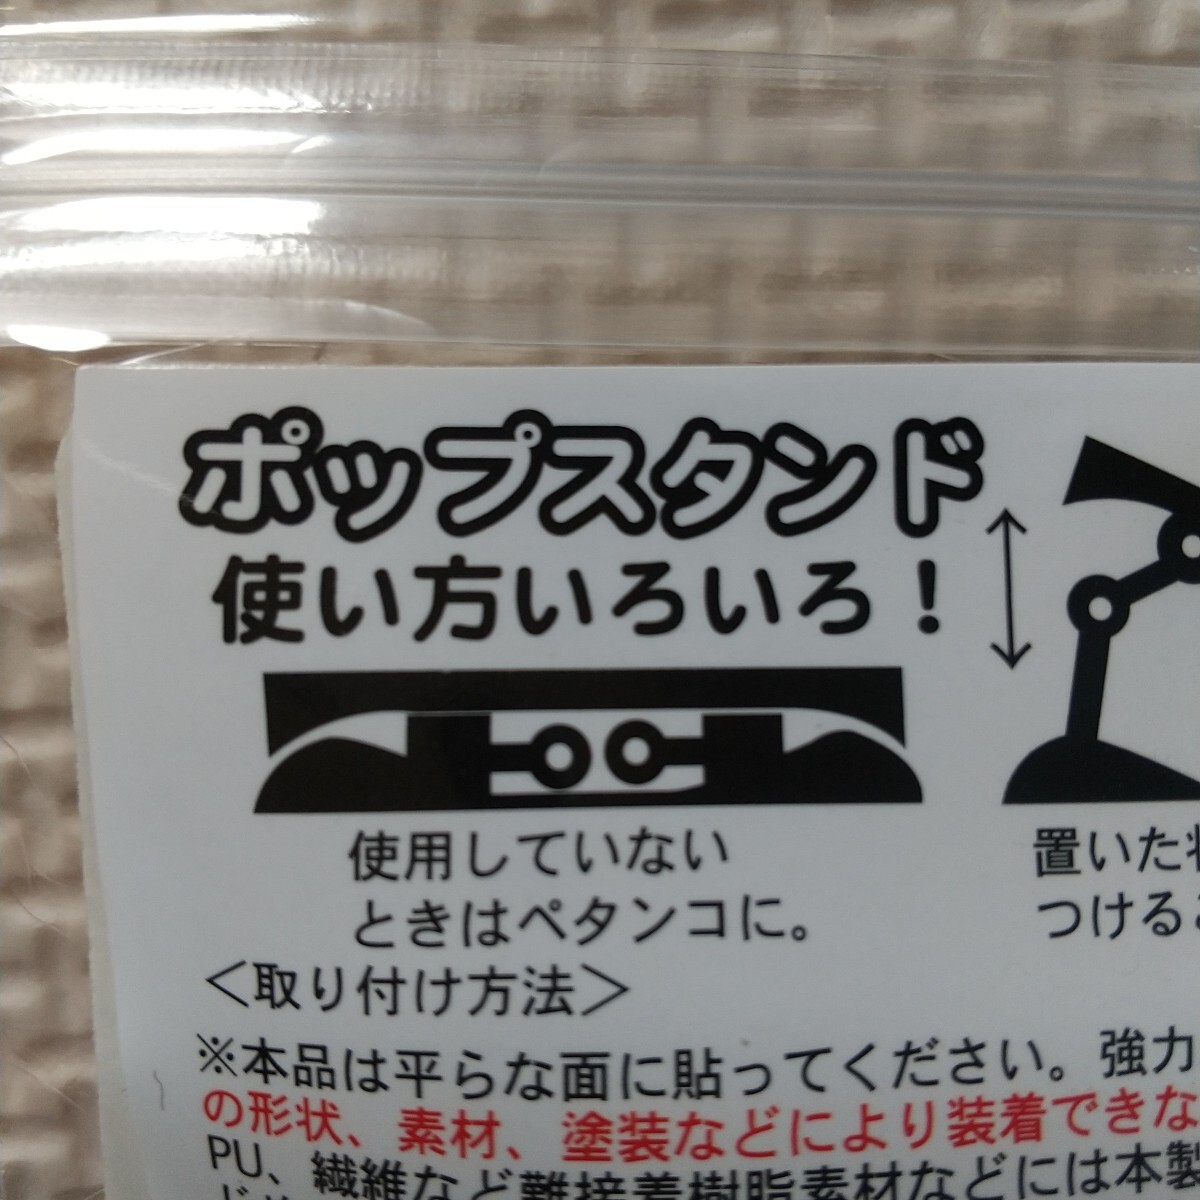 ポップスタンド
使い方いろいろ！
使用していない
ときはペタンコに。
置いた
つける
＜取り付け方法＞
※本品は平らな面に貼ってください。強力
の形状、素材、塗装などにより装着できな
PU、繊維など難接着樹脂素材などには本製